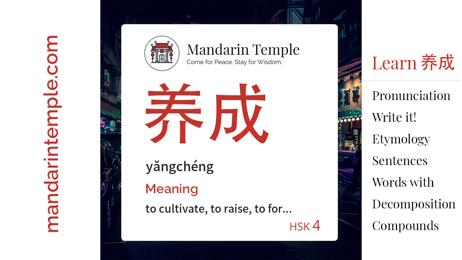 mandarintemple.com
Mandarin Temple
Come for Peace. Stay for Wisdom.
养成
yǎngchéng
Meaning
to cultivate, to raise, to for...
HSK 4
Learn 养成
Pronunciation
Write it!
Etymology
Sentences
Words with
Decomposition
Compounds